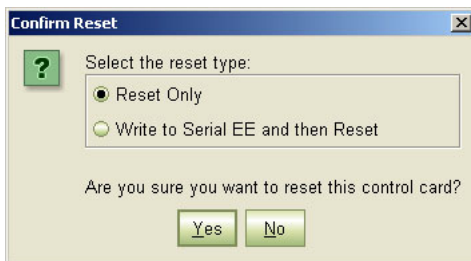 Confirm Reset
Select the reset type:
Reset Only
Write to Serial EE and then Reset
Are you sure you want to reset this control card?
Yes No